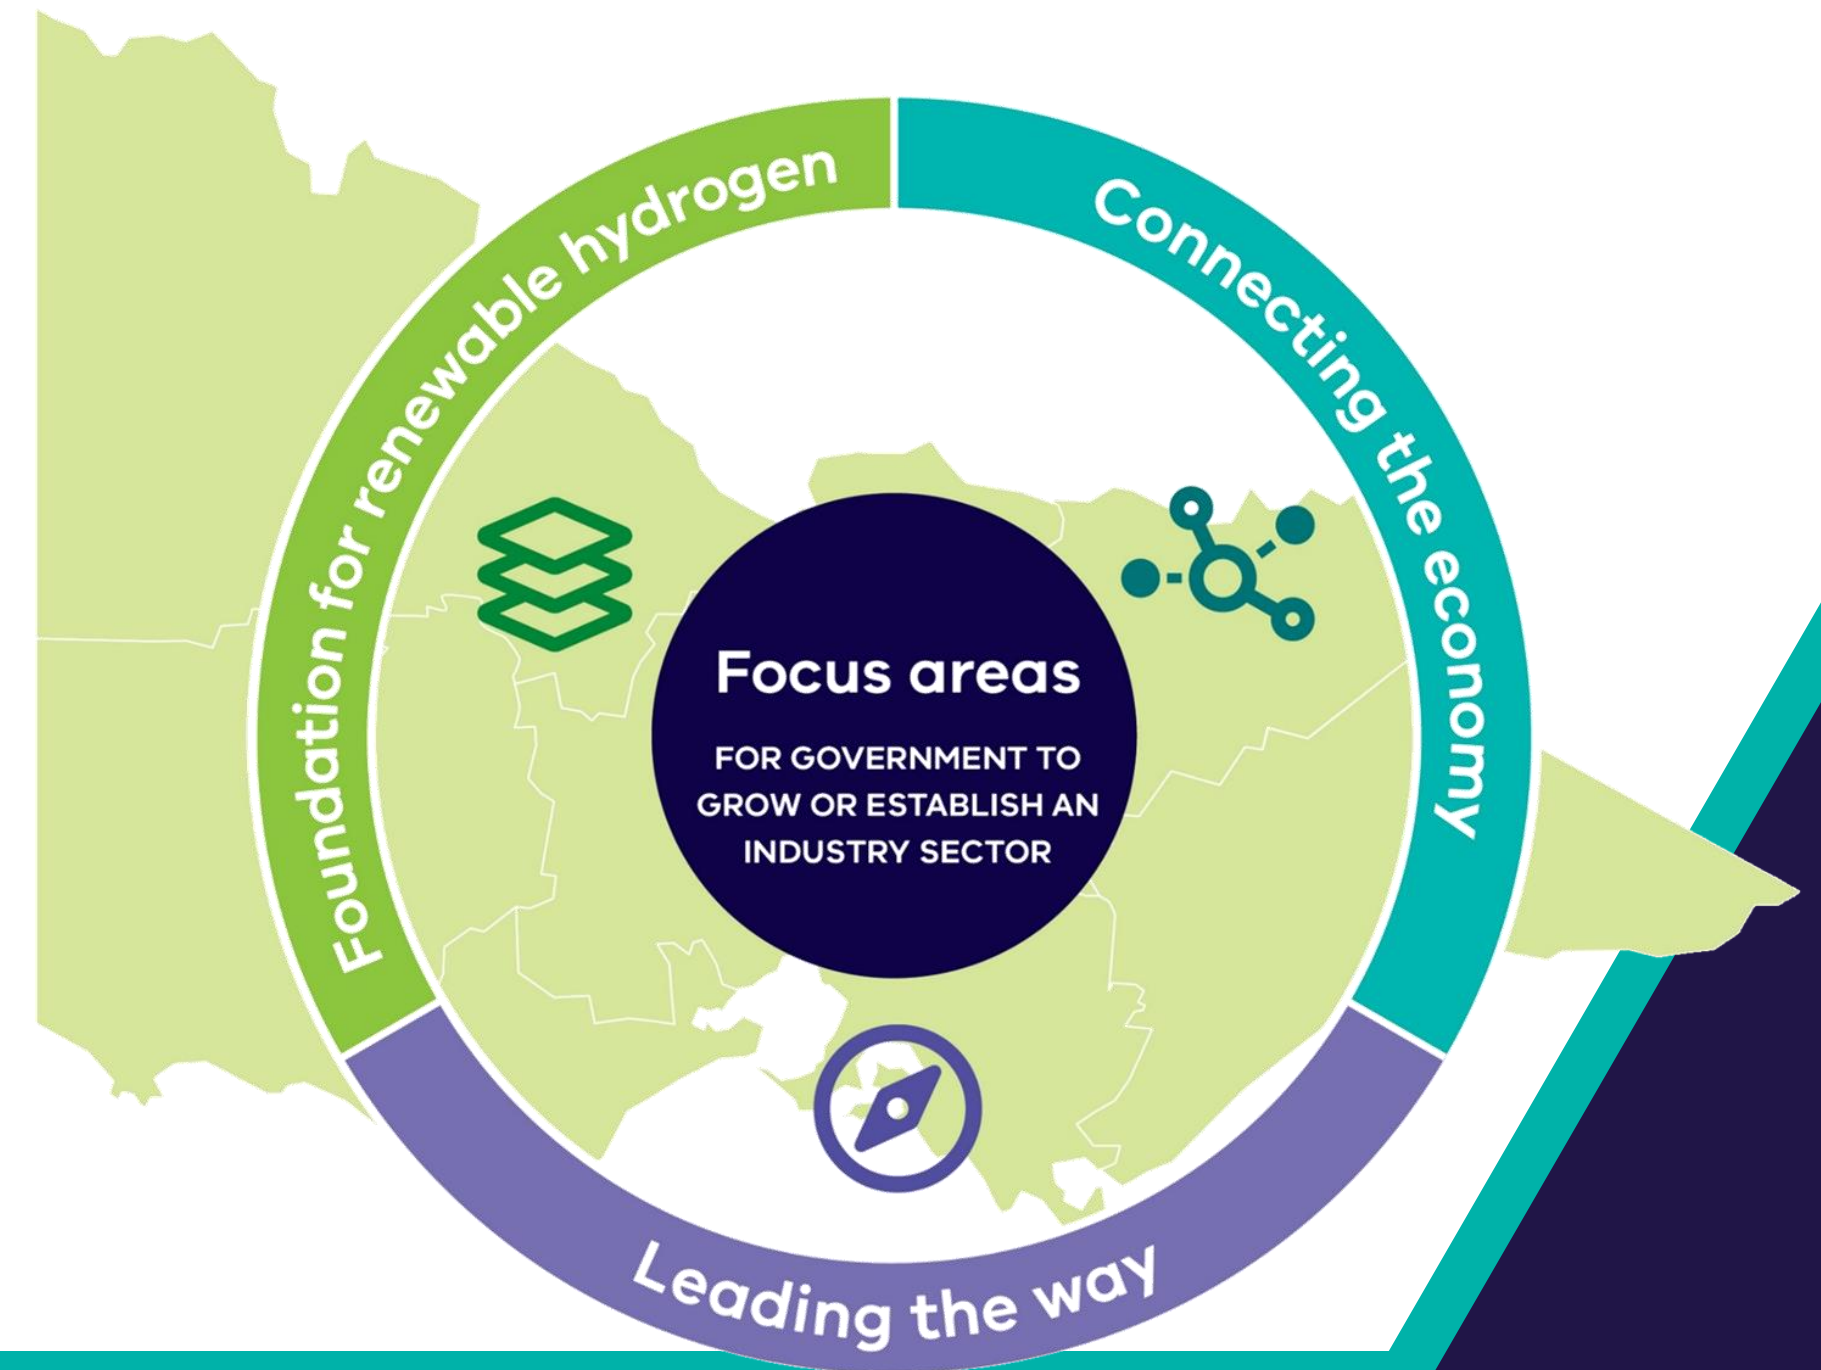 Foundation for renewable hydrogen
Connecting the economy
Focus areas
FOR GOVERNMENT TO
GROW OR ESTABLISH AN
INDUSTRY SECTOR
Leading the way